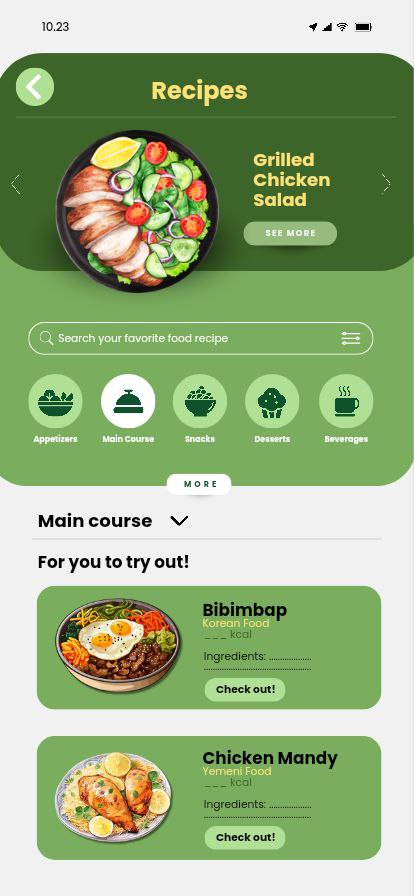 10.23
Recipes
Grilled
Chicken
Salad
SEE MORE
Search your favorite food recipe
Appetizers
Main Course
Snacks
Desserts
Beverages
MORE
Main course
For you to try out!
Bibimbap
Korean Food
___ kcal
Ingredients: ..................
.............................................
Check out!
Chicken Mandy
Yemeni Food
___ kcal
Ingredients: ..................
.............................................
Check out!